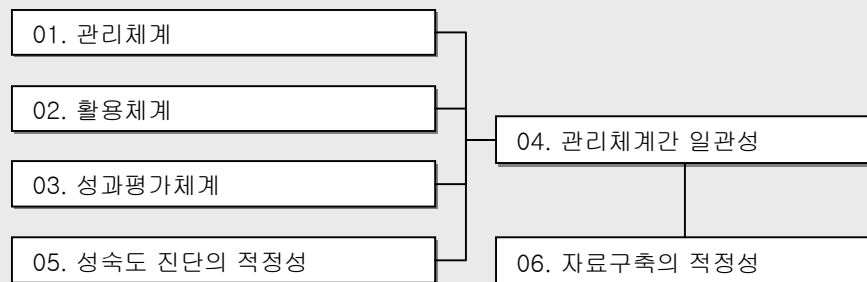 01. 관리체계
02. 활용체계
03. 성과평가체계
05. 성숙도 진단의 적정성
04. 관리체계간 일관성
06. 자료구축의 적정성